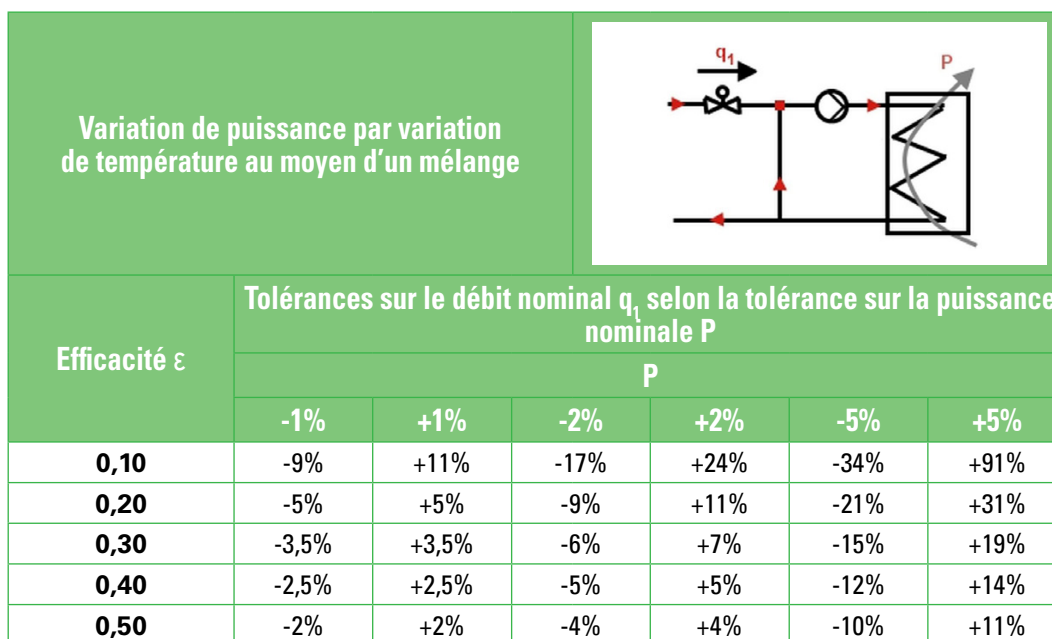 Variation de puissance par variation
de température au moyen d'un mélange
q1
P
Efficacité ε
Tolérances sur le débit nominal q1 selon la tolérance sur la puissance
nominale P
P
-1% +1% -2% +2% -5% +5%
0,10 -9% +11% -17% +24% -34% +91%
0,20 -5% +5% -9% +11% -21% +31%
0,30 -3,5% +3,5% -6% +7% -15% +19%
0,40 -2,5% +2,5% -5% +5% -12% +14%
0,50 -2% +2% -4% +4% -10% +11%